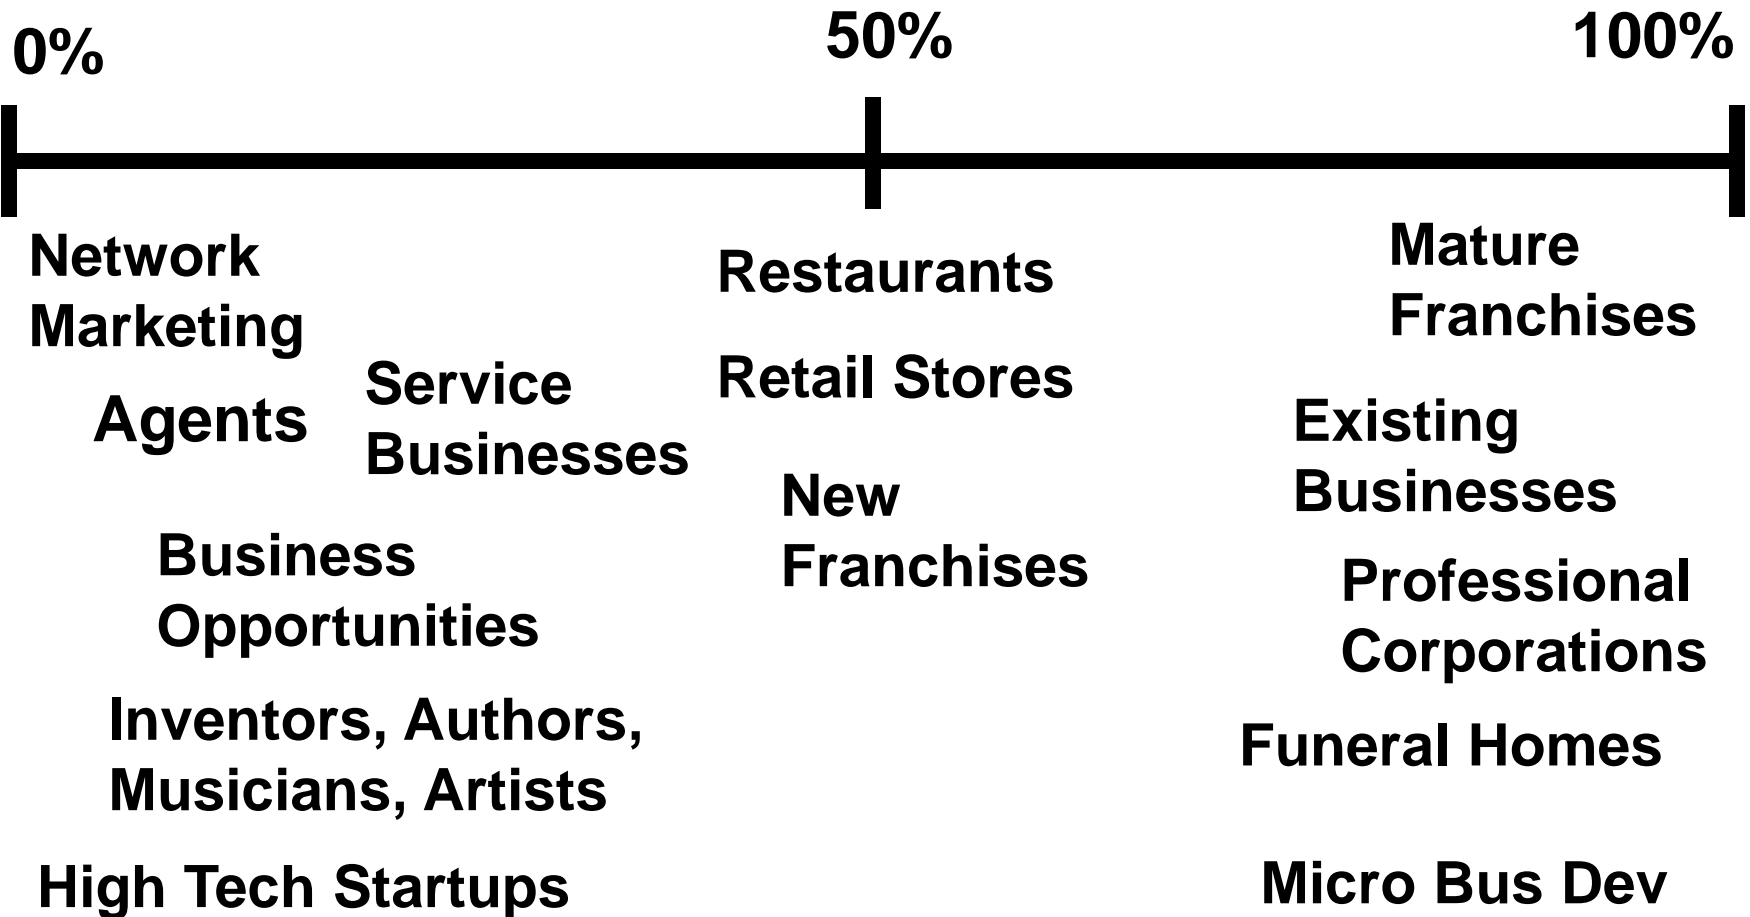 0%
50%
100%
Network
Marketing
Agents
Service
Businesses
Business
Opportunities
Inventors, Authors,
Musicians, Artists
High Tech Startups
Restaurants
Retail Stores
New
Franchises
Mature
Franchises
Existing
Businesses
Professional
Corporations
Funeral Homes
Micro Bus Dev